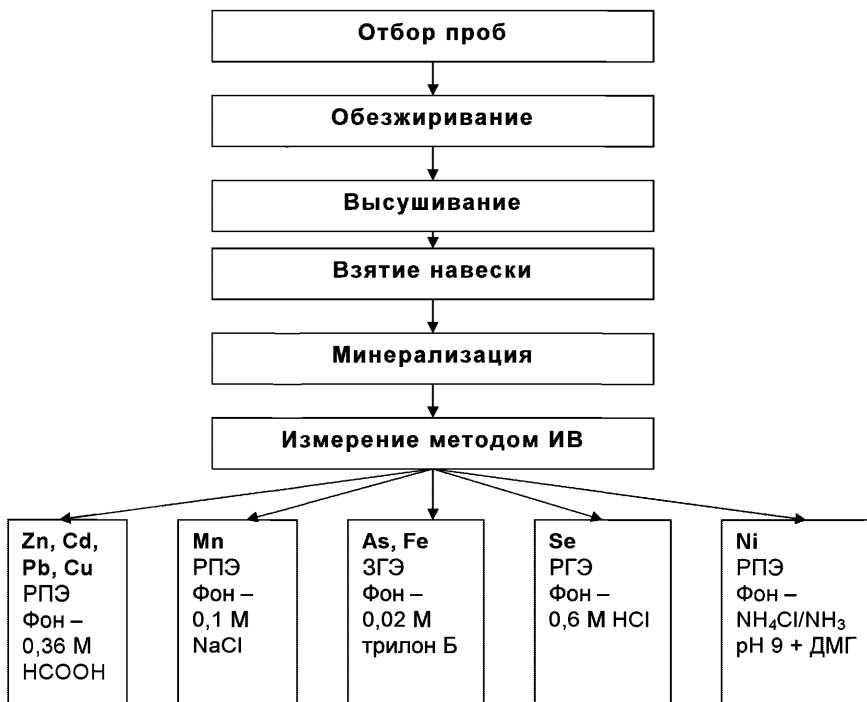 Отбор проб
Обезжиривание
Высушивание
Взятие навески
Минерализация
Измерение методом ИВ
Zn, Cd,
Pb, Cu
РПЭ
Фон –
0,36 М
HCOOH
Mn
РПЭ
Фон –
0,1 М
NaCl
As, Fe
ЗГЭ
Фон –
0,02 М
трилон Б
Se
РГЭ
Фон –
0,6 М HCl
Ni
РПЭ
Фон –
NH₄Cl/NH₃
pH 9 + ДМГ